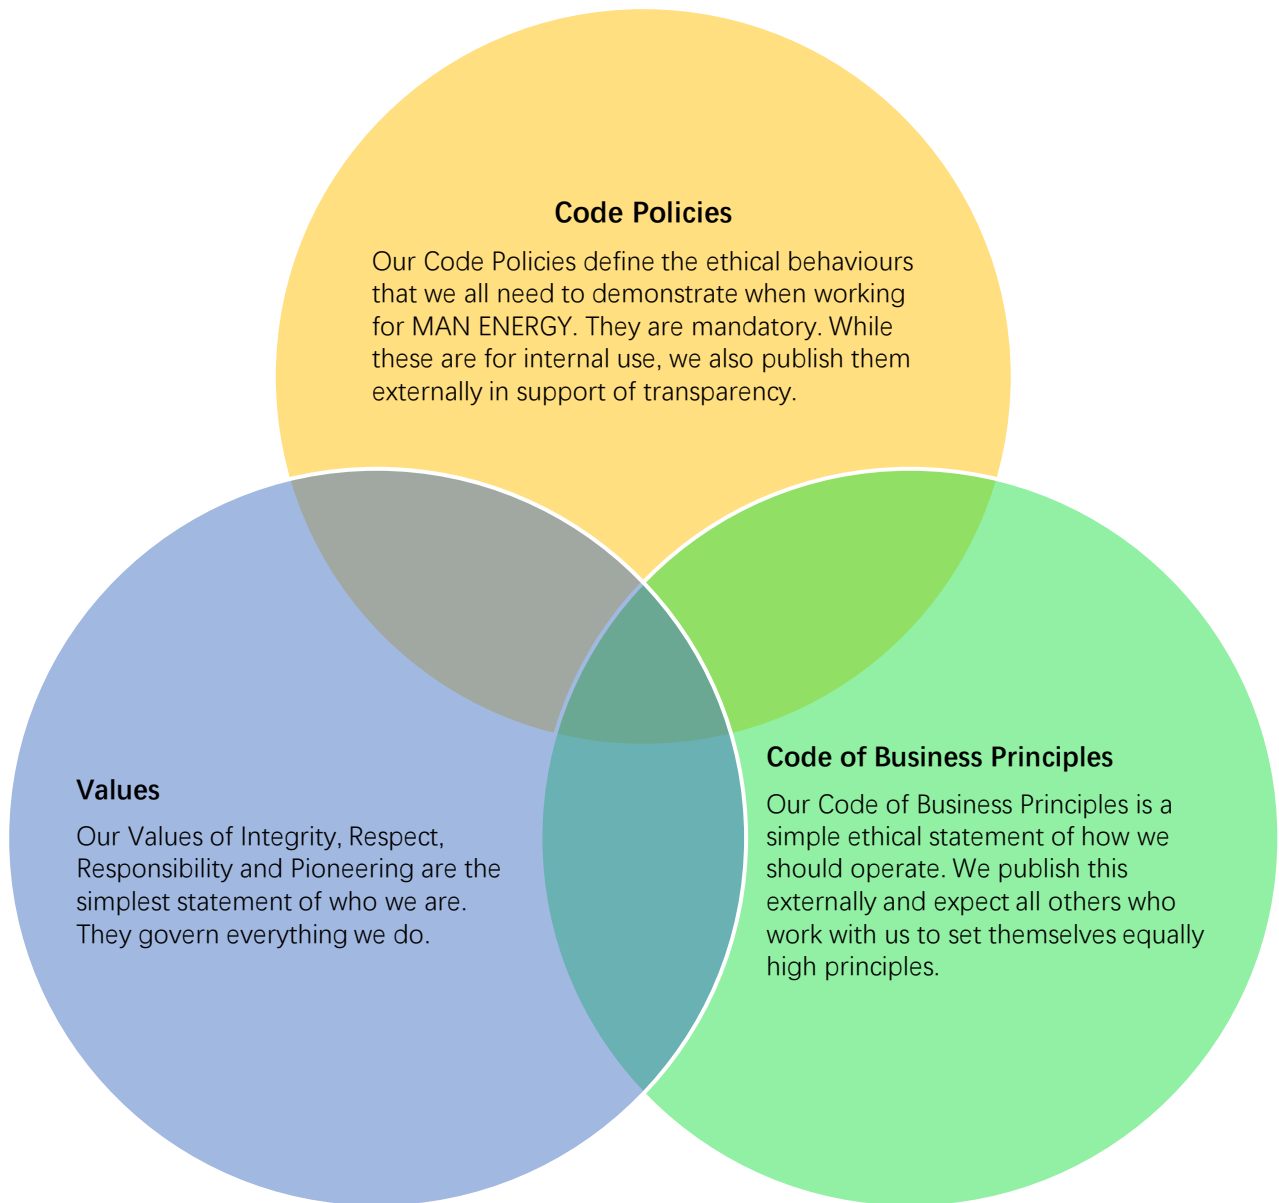 Code Policies
Our Code Policies define the ethical behaviours
that we all need to demonstrate when working
for MAN ENERGY. They are mandatory. While
these are for internal use, we also publish them
externally in support of transparency.
Values
Our Values of Integrity, Respect,
Responsibility and Pioneering are the
simplest statement of who we are.
They govern everything we do.
Code of Business Principles
Our Code of Business Principles is a
simple ethical statement of how we
should operate. We publish this
externally and expect all others who
work with us to set themselves equally
high principles.